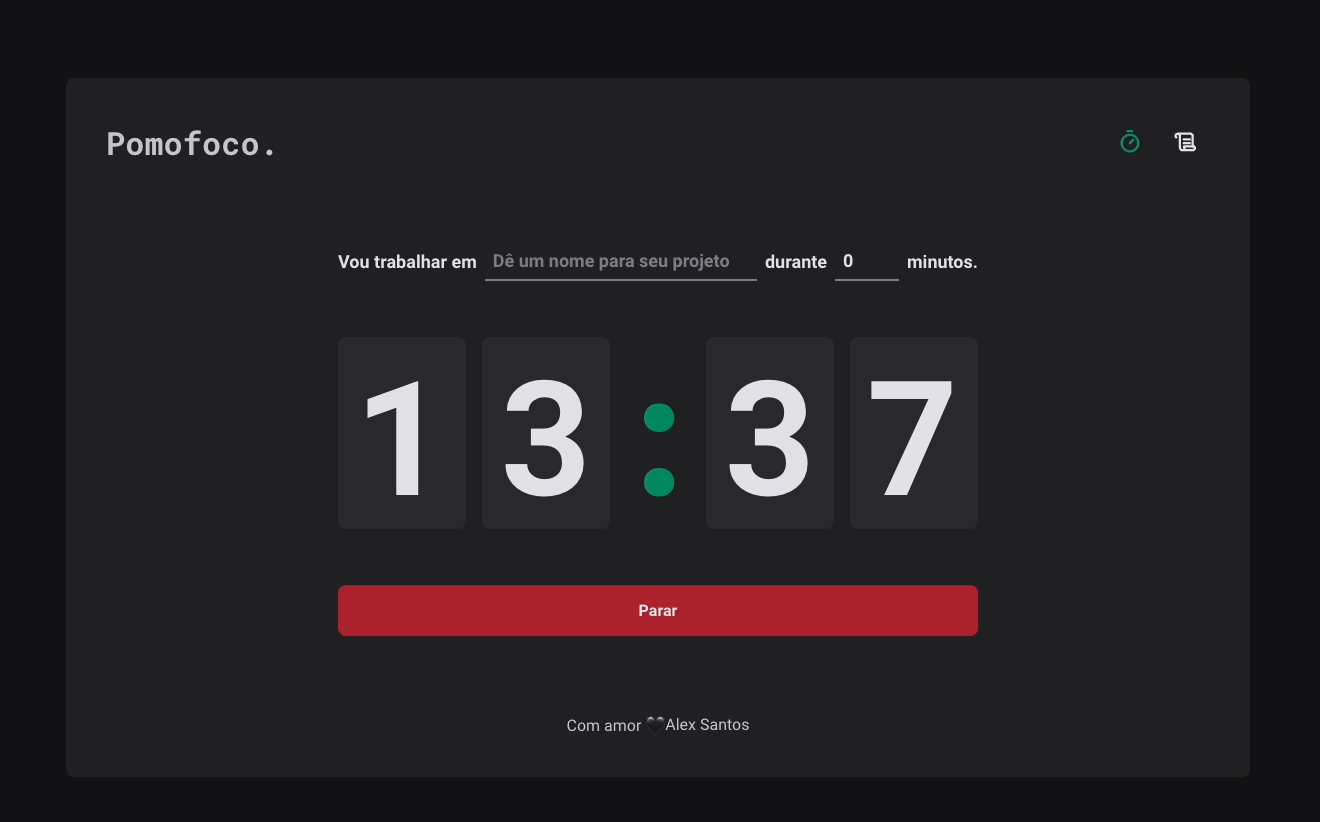 Pomofoco.
Vou trabalhar em Dê um nome para seu projeto durante 0 minutos.
13:37
Parar
Com amor 🖤Alex Santos